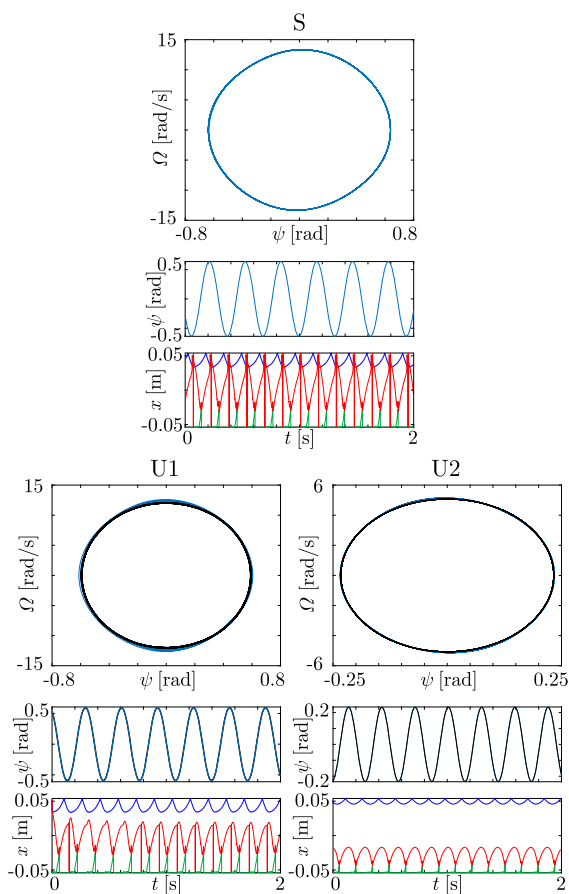 S
15
Ω [rad/s]
-15
-0.8 ψ [rad] 0.8
0.5
ψ [rad]
-0.5
0.05
x [m]
-0.05
0 t [s] 2
U1 U2
15 6
Ω [rad/s] Ω [rad/s]
-15 -6
-0.8 ψ [rad] 0.8 -0.25 ψ [rad] 0.25
0.5 0.2
ψ [rad] ψ [rad]
-0.5 -0.2
0.05 0.05
x [m] x [m]
-0.05 -0.05
0 t [s] 2 0 t [s] 2